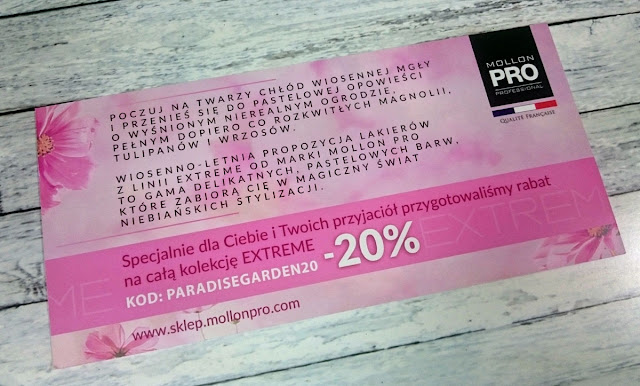 POCZUJ NA TWARZY CHŁÓD WIOSENNEJ MGŁY
I PRZENIEŚ SIĘ DO PASTELOWEJ OPOWIEŚCI
O WYŚNIONYM NIEREALNYM OGRODZIE,
PEŁNYM DOPIERO CO ROZKWITŁYCH MAGNOLII,
TULIPANÓW I WRZOSÓW.
WIOSENNO-LETNIA PROPOZYCJA LAKIERÓW
Z LINII EXTREME OD MARKI MOLLON PRO
TO GAMA DELIKATNYCH, PASTELOWYCH BARW,
KTÓRE ZABIORĄ CIĘ W MAGICZNY ŚWIAT
NIEBIAŃSKICH STYLIZACJI.
MOLLON
PRO
PROFESSIONAL
QUALITÉ FRANÇAISE
Specjalnie dla Ciebie i Twoich przyjaciół przygotowaliśmy rabat
na całą kolekcję EXTREME
-20%
KOD: PARADISEGARDEN20
ME
EXTREM
www.sklep.mollonpro.com